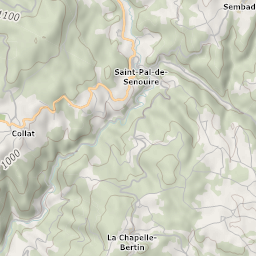 1100
Sembad
Saint-Pal-de-
Senouire
Collat
1000
La Chapelle-
Bertin